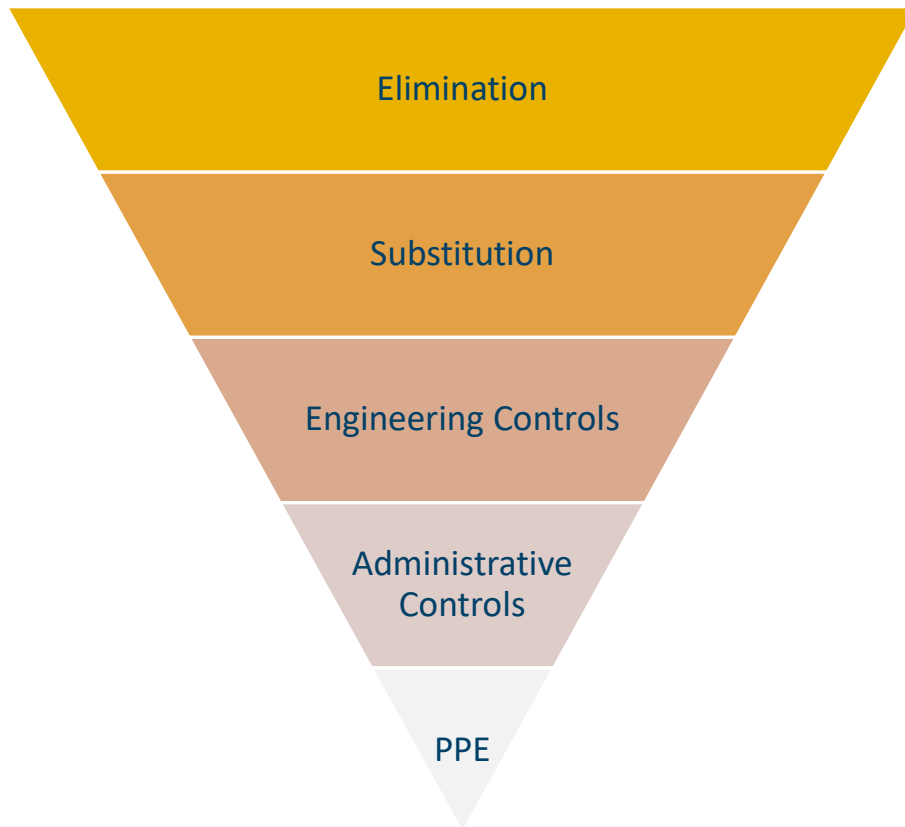 Elimination
Substitution
Engineering Controls
Administrative
Controls
PPE